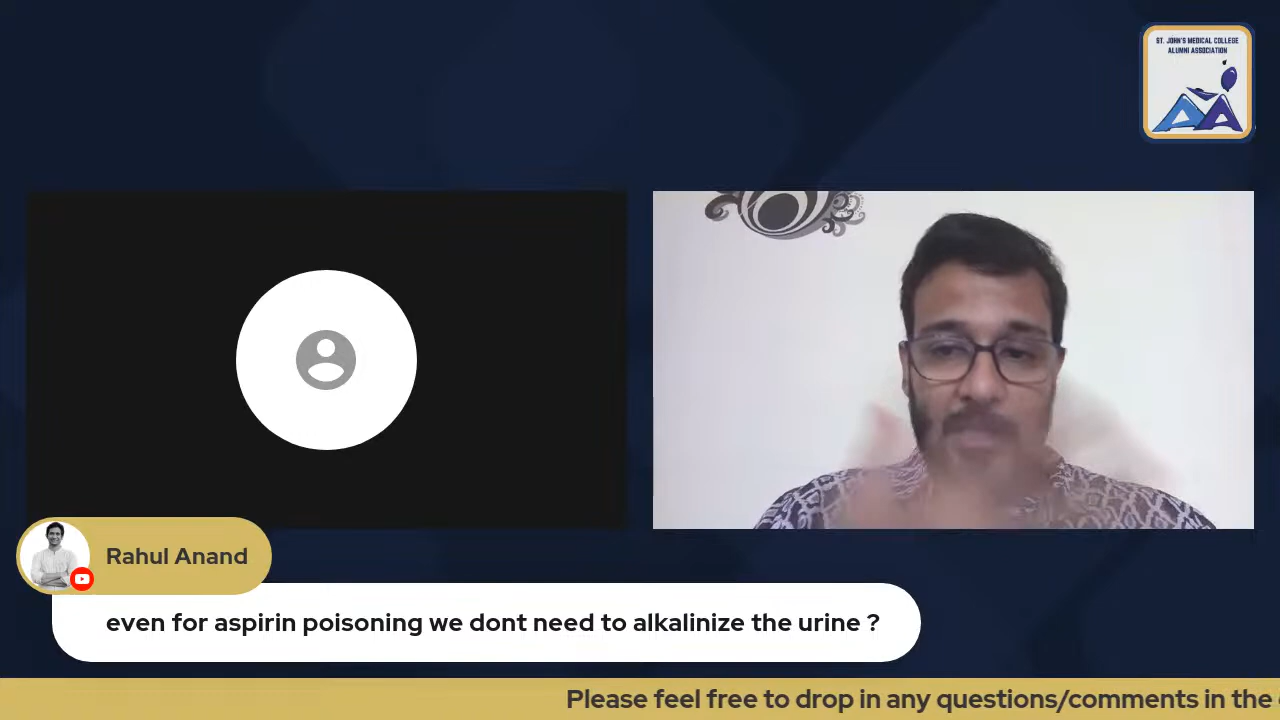 ST. JOHN'S MEDICAL COLLEGE
ALUMNI ASSOCIATION
Rahul Anand
even for aspirin poisoning we dont need to alkalinize the urine ?
Please feel free to drop in any questions/comments in the